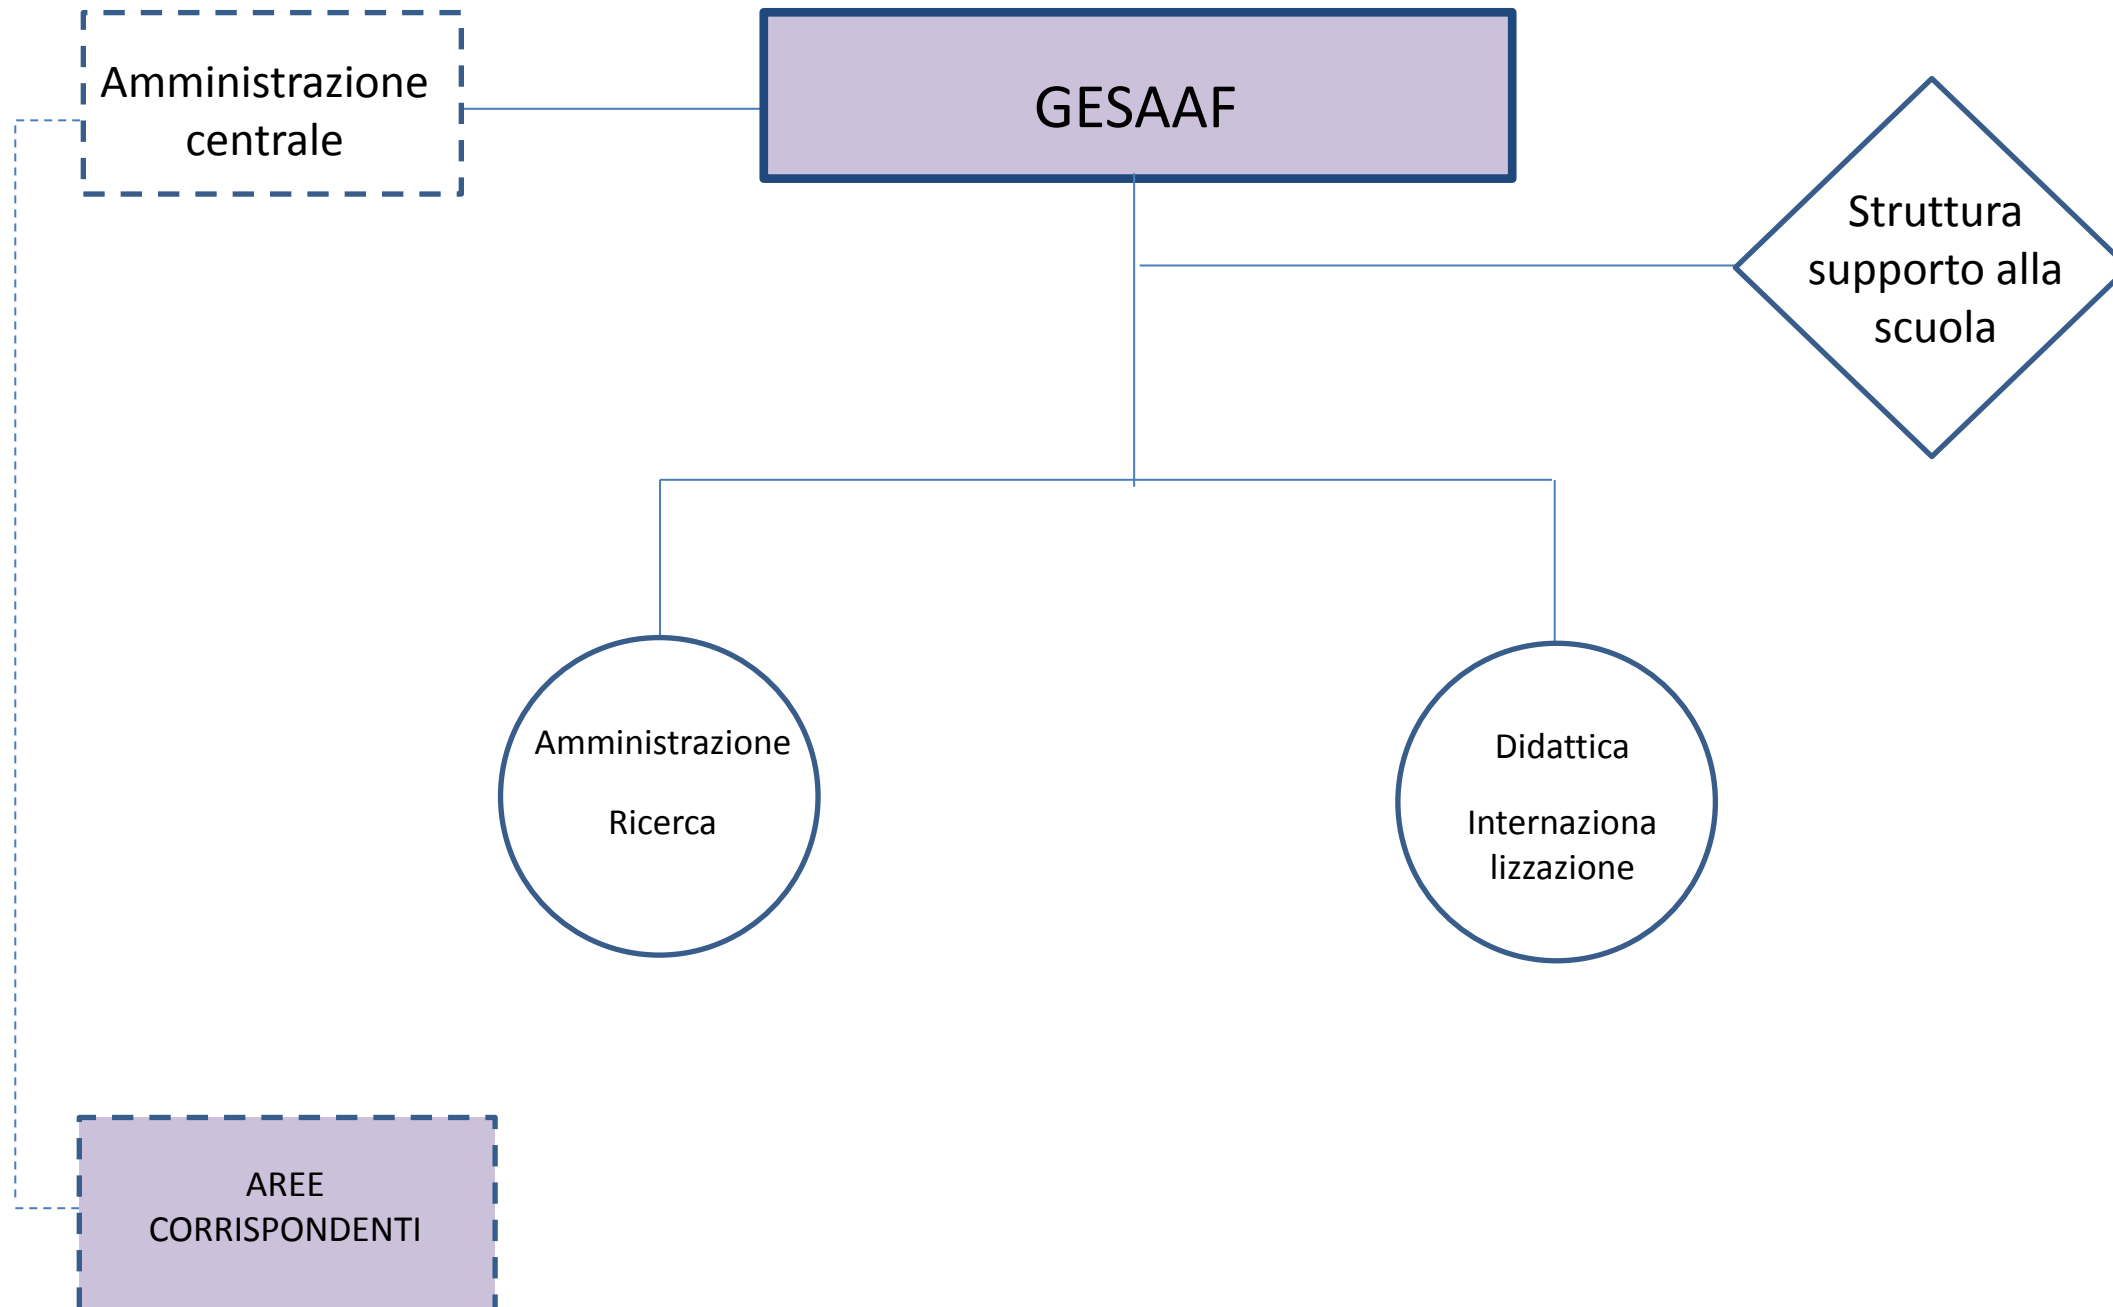 Amministrazione
centrale
GESAAF
Struttura
supporto alla
scuola
Amministrazione
Ricerca
Didattica
Internaziona
lizzazione
AREE
CORRISPONDENTI